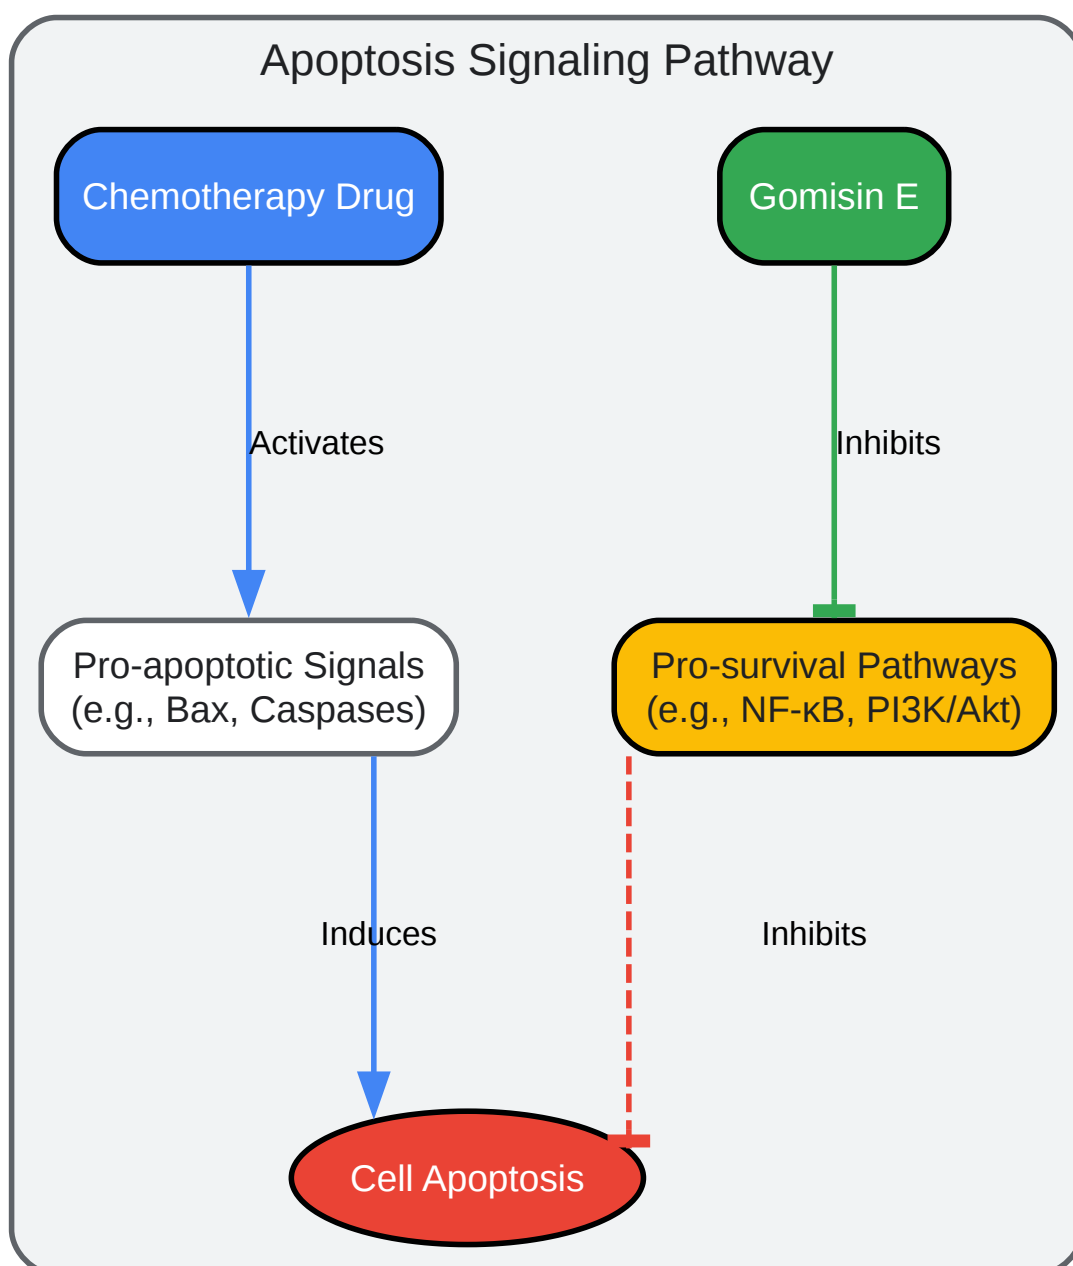 Apoptosis Signaling Pathway
Chemotherapy Drug
Gomisin E
Activates
Inhibits
Pro-apoptotic Signals
(e.g., Bax, Caspases)
Pro-survival Pathways
(e.g., NF-κB, PI3K/Akt)
Induces
Inhibits
Cell Apoptosis